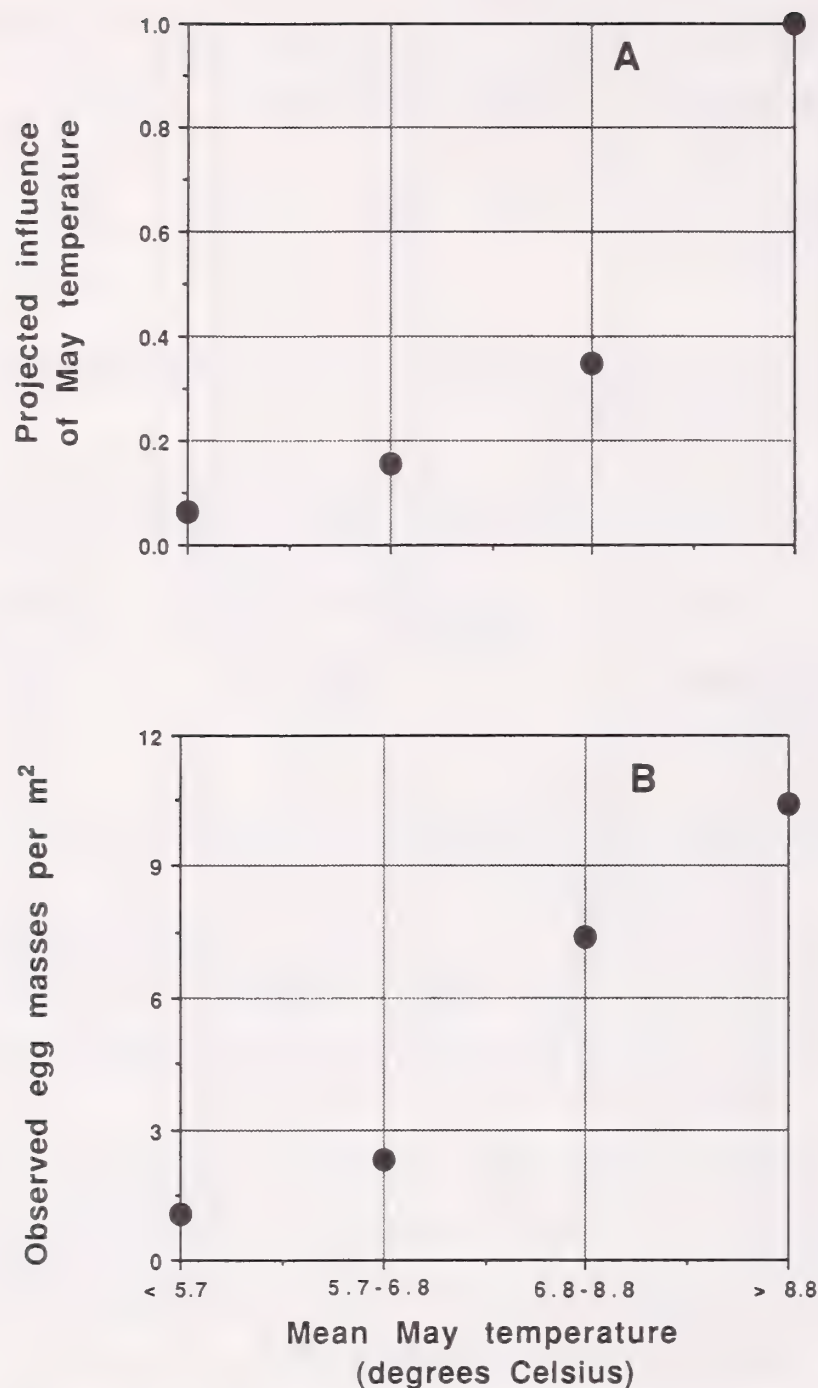 Projected influence
of May temperature
1.0
0.8
0.6
0.4
0.2
0.0
A
Observed egg masses per m²
12
9
6
3
0
B
< 5.7 5.7-6.8 6.8-8.8 > 8.8
Mean May temperature
(degrees Celsius)